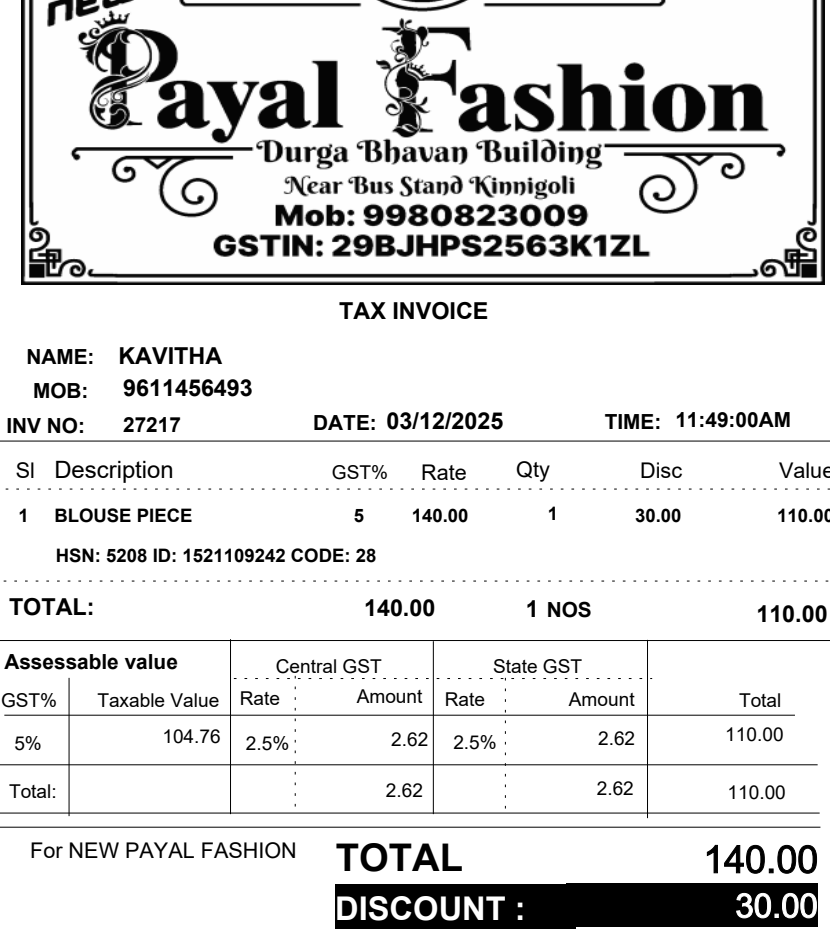 new
Payal Fashion
Durga Bhavan Building
Near Bus Stand Kinnigoli
Mob: 9980823009
GSTIN: 29BJHPS2563K1ZL
TAX INVOICE
NAME: KAVITHA
MOB: 9611456493
INV NO: 27217 DATE: 03/12/2025 TIME: 11:49:00AM
Sl Description GST% Rate Qty Disc Value
1 BLOUSE PIECE 5 140.00 1 30.00 110.00
HSN: 5208 ID: 1521109242 CODE: 28
TOTAL: 140.00 1 NOS 110.00
Assessable value Central GST State GST
GST% Taxable Value Rate Amount Rate Amount Total
5% 104.76 2.5% 2.62 2.5% 2.62 110.00
Total: 2.62 2.62 110.00
For NEW PAYAL FASHION TOTAL 140.00
DISCOUNT : 30.00